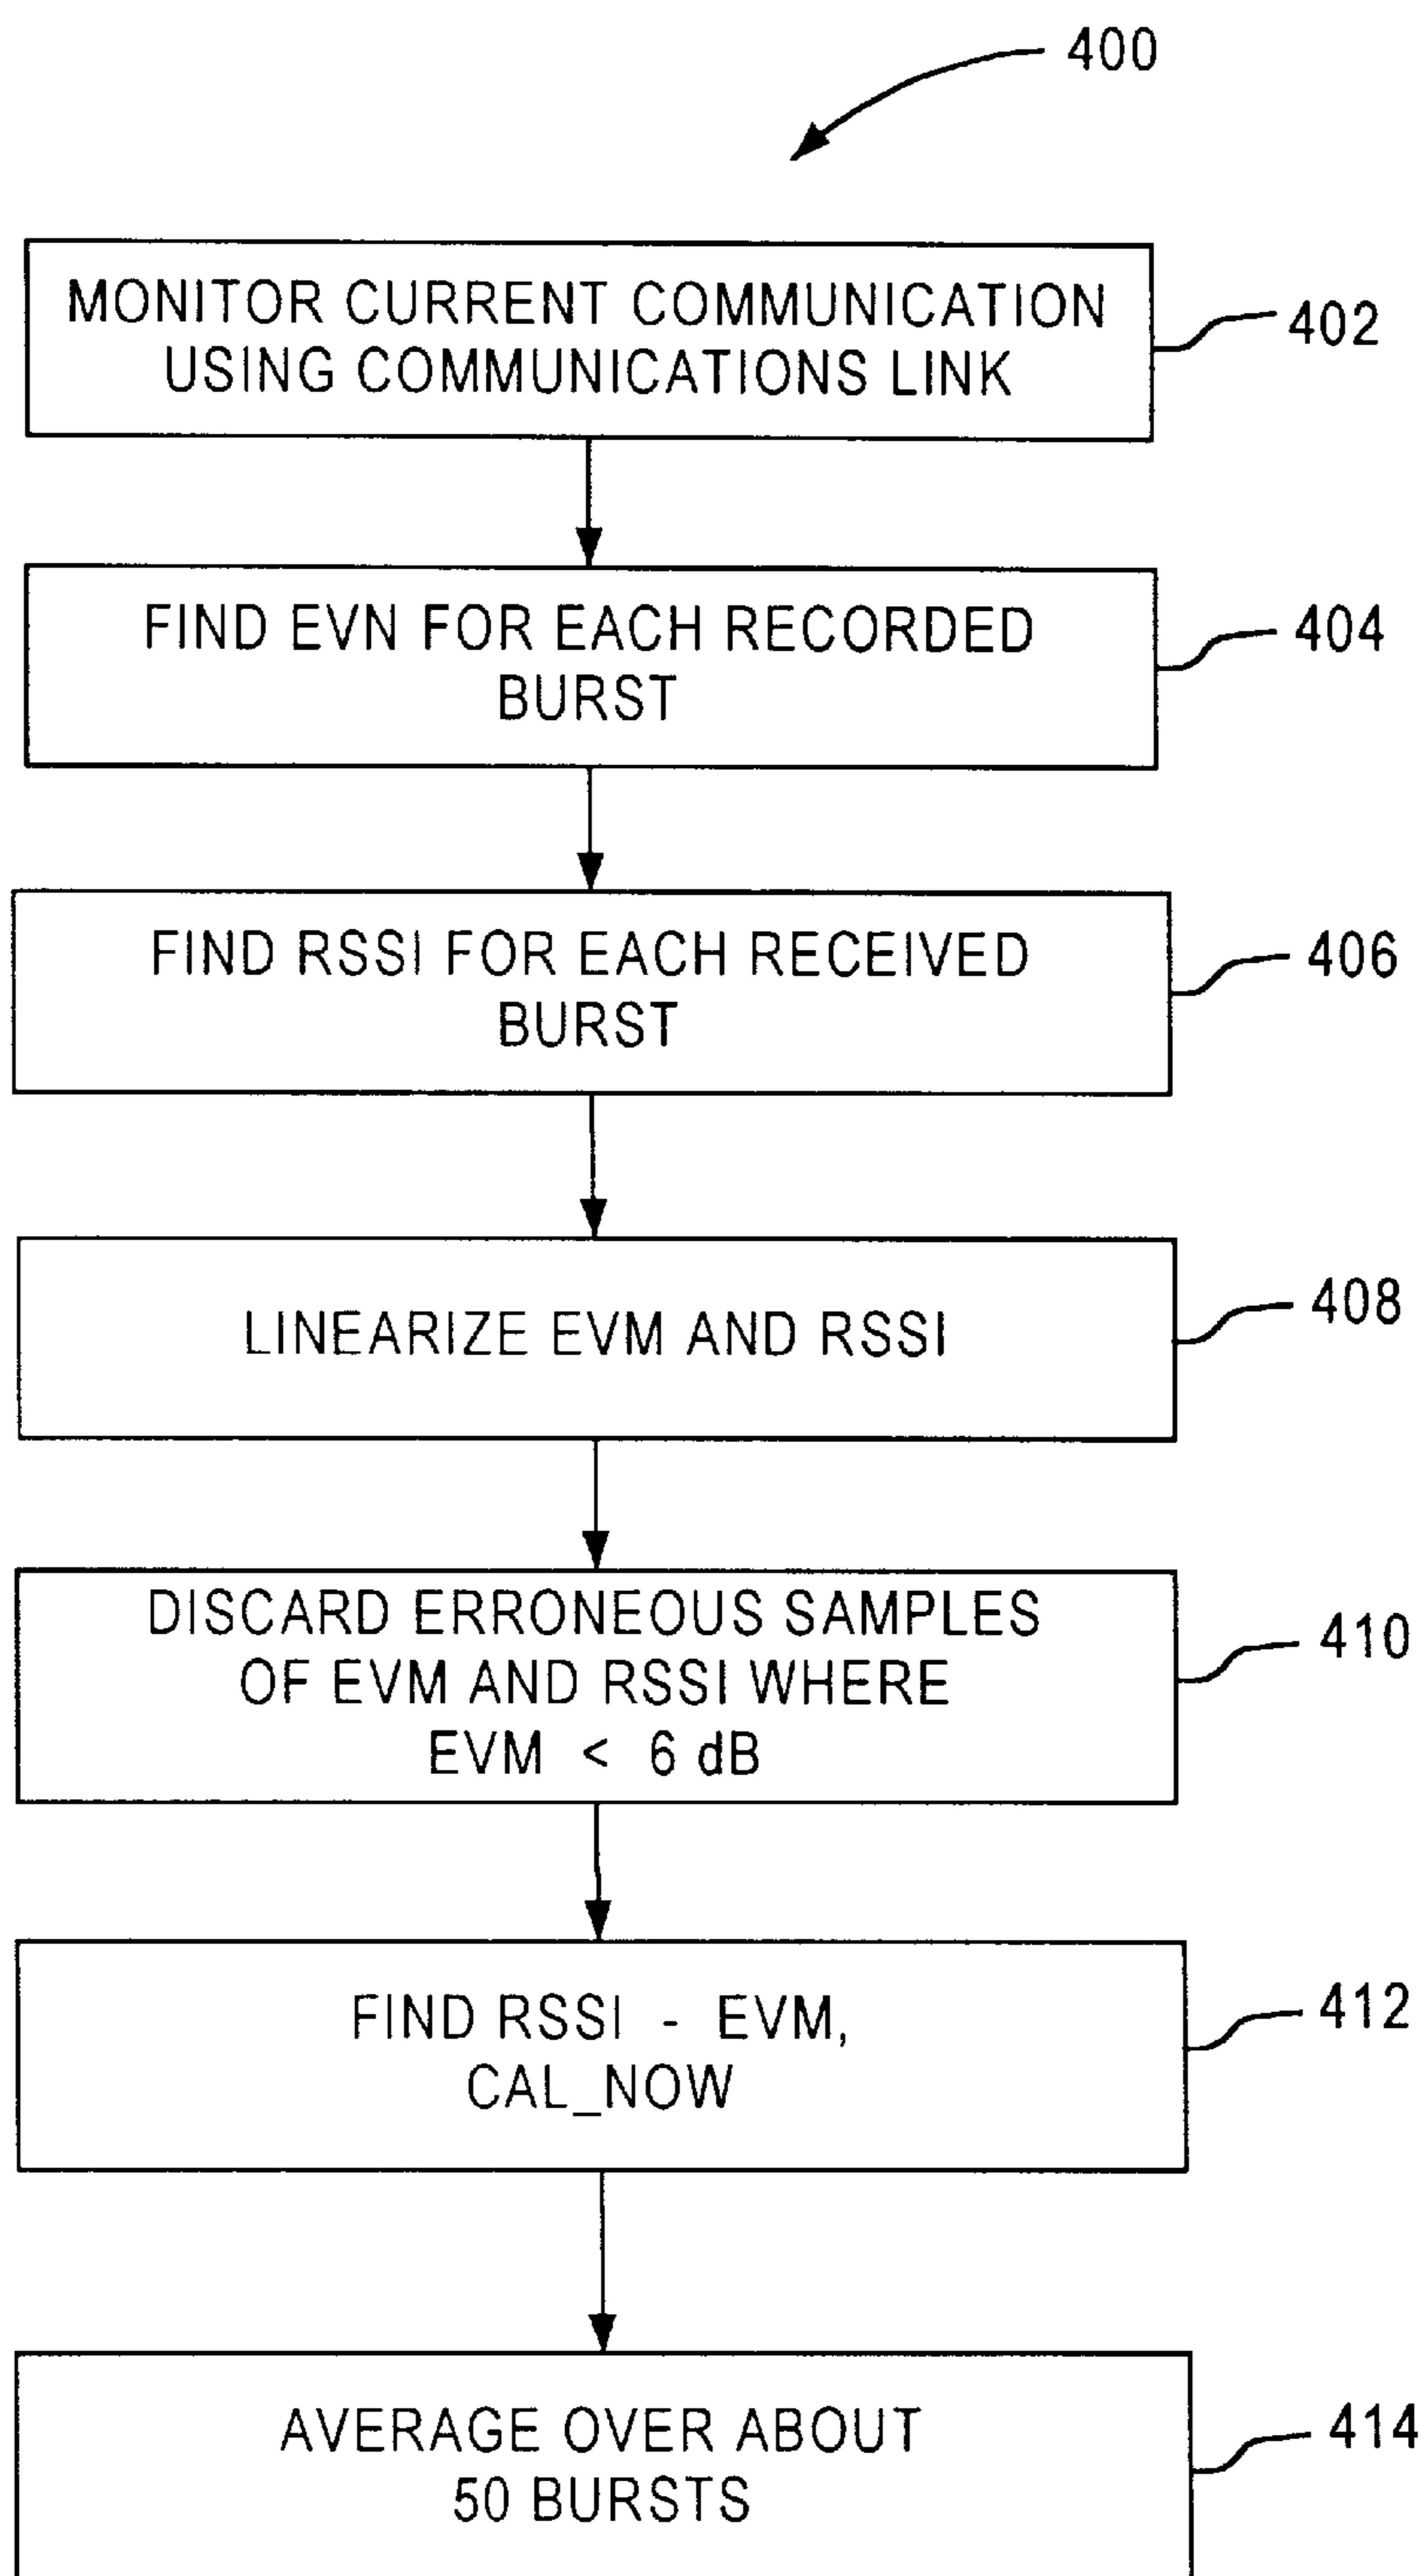 400
MONITOR CURRENT COMMUNICATION
USING COMMUNICATIONS LINK
402
FIND EVN FOR EACH RECORDED
BURST
404
FIND RSSI FOR EACH RECEIVED
BURST
406
LINEARIZE EVM AND RSSI
408
DISCARD ERRONEOUS SAMPLES
OF EVM AND RSSI WHERE
EVM < 6 dB
410
FIND RSSI - EVM,
CAL_NOW
412
AVERAGE OVER ABOUT
50 BURSTS
414